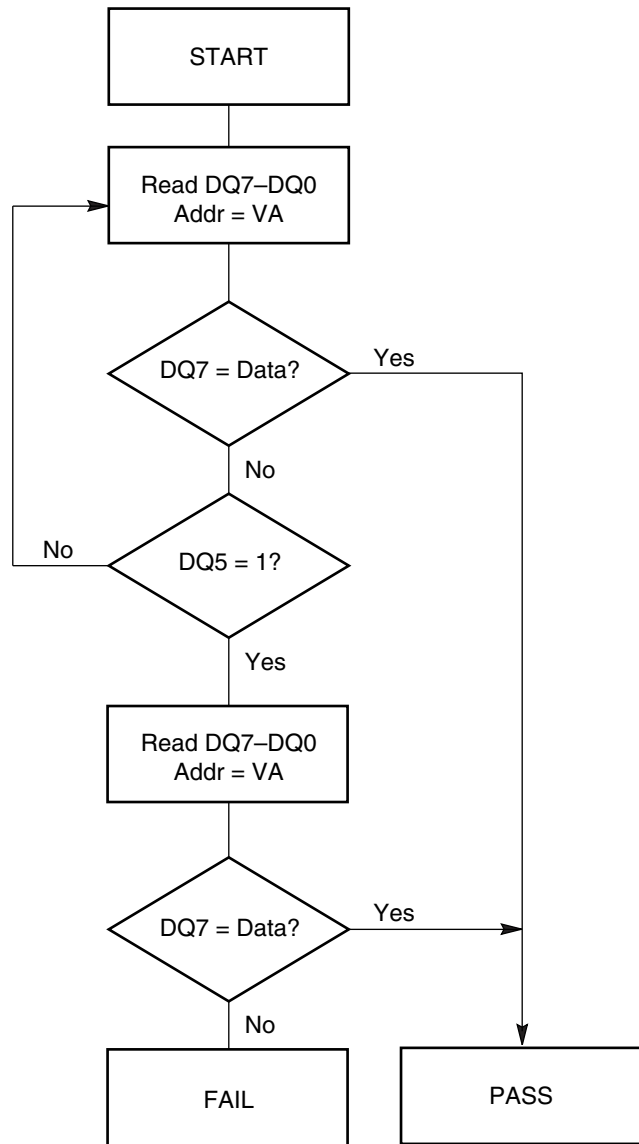 START
Read DQ7–DQ0
Addr = VA
DQ7 = Data?
Yes
No
No
DQ5 = 1?
Yes
Read DQ7–DQ0
Addr = VA
DQ7 = Data?
Yes
No
FAIL
PASS